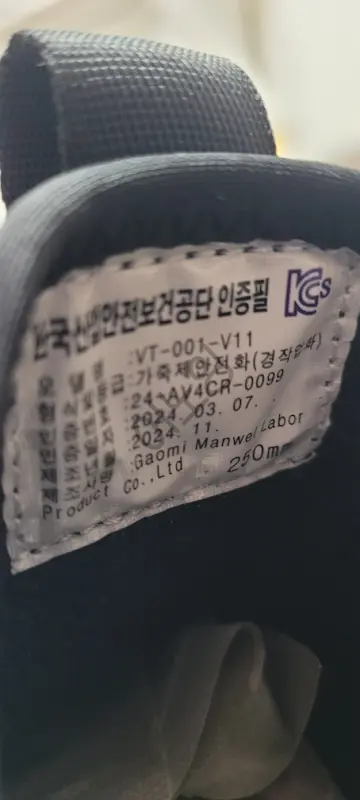 한국산업안전보건공단 인증필 KCs
모 델 명 :VT-001-V11
형식및등급:가죽제안전화(경작업화)
인 증 번 호 :24-AV4CR-0099
인 증 일 자 :2024. 03. 07.
제 조 년 월 :2024. 11.
제 조 사 명 :Gaomi Manwei Labor
Product Co.,Ltd 250mm